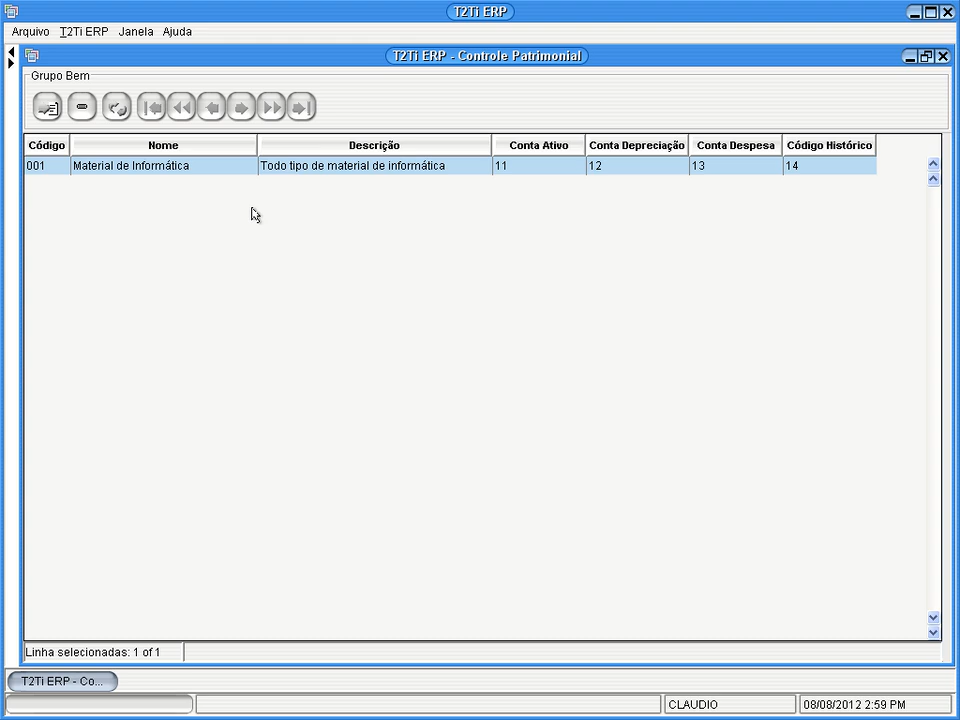 T2Ti ERP
Arquivo T2Ti ERP Janela Ajuda
T2Ti ERP - Controle Patrimonial
Grupo Bem
Código Nome Descrição Conta Ativo Conta Depreciação Conta Despesa Código Histórico
001 Material de Informática Todo tipo de material de informática 11 12 13 14
Linha selecionadas: 1 of 1
T2Ti ERP - Co...
CLAUDIO 08/08/2012 2:59 PM